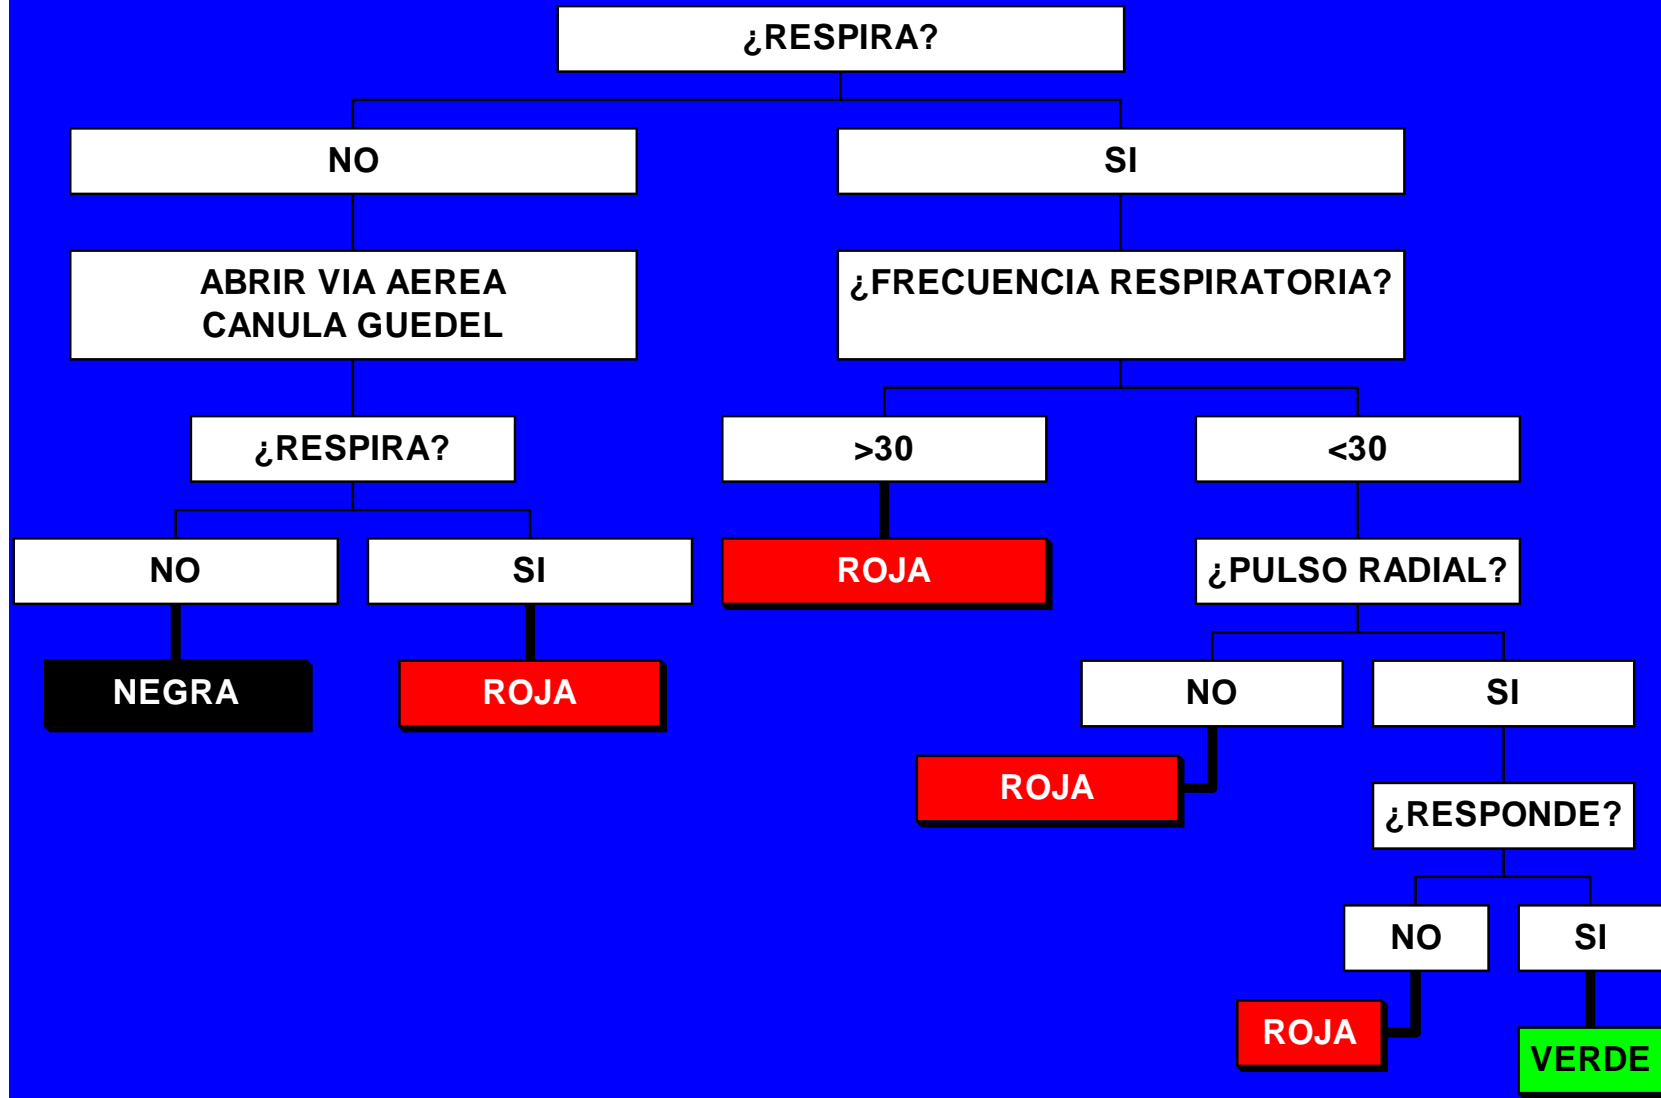 ¿RESPIRA?
NO
SI
ABRIR VIA AEREA
CANULA GUEDEL
¿FRECUENCIA RESPIRATORIA?
¿RESPIRA?
>30
<30
NO
SI
ROJA
¿PULSO RADIAL?
NEGRA
ROJA
NO
SI
ROJA
¿RESPONDE?
NO
SI
ROJA
VERDE